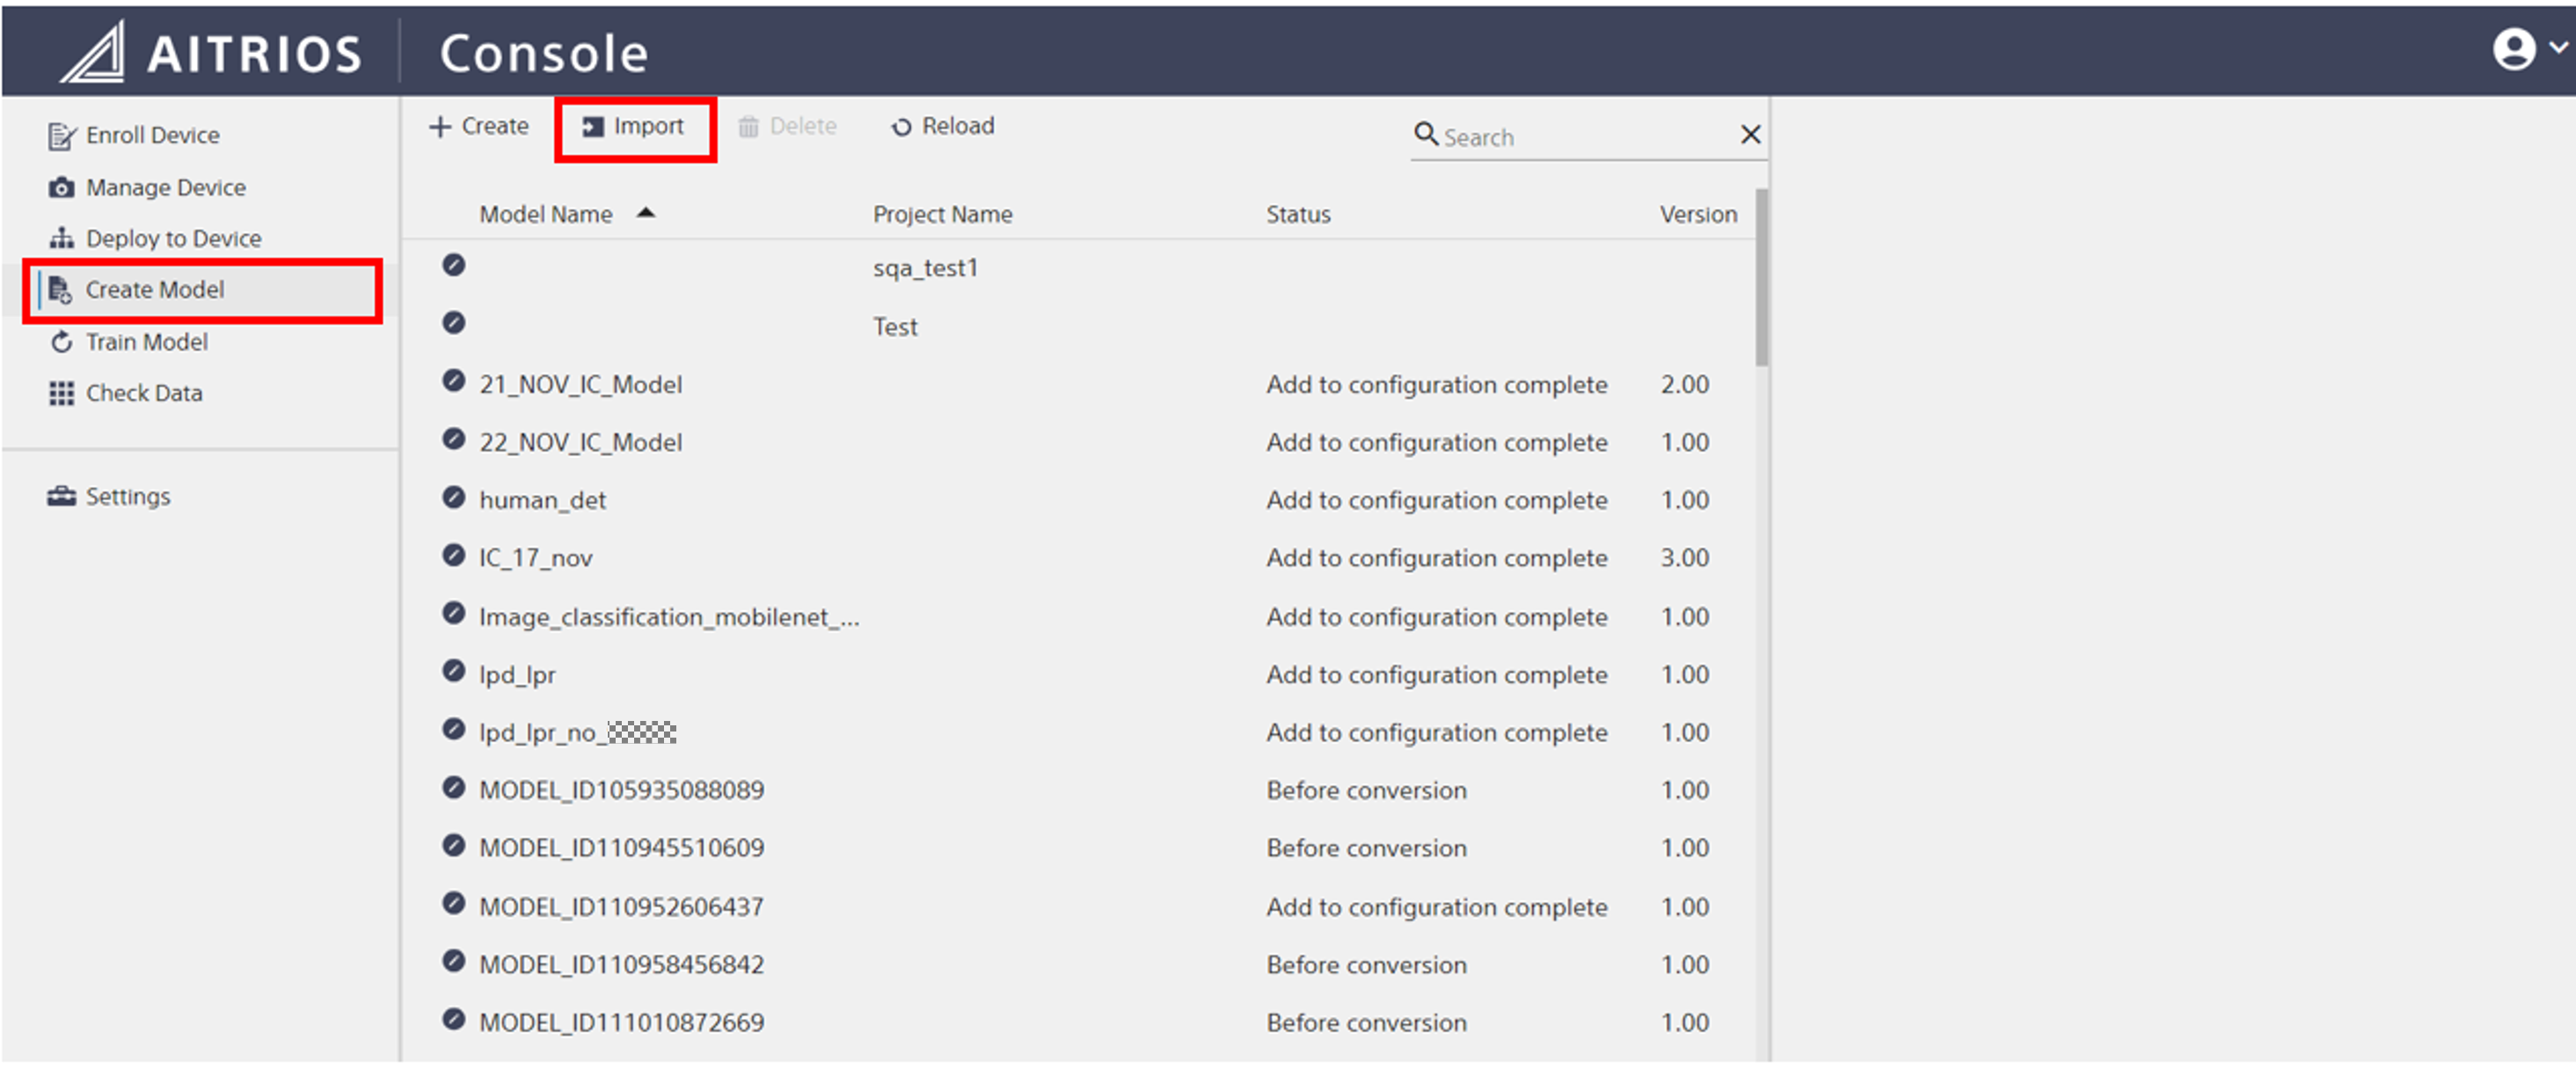 AITRIOS Console
Enroll Device
Manage Device
Deploy to Device
Create Model
Train Model
Check Data
Settings
Create Import Delete Reload Search
Model Name Project Name Status Version
sqa_test1
Test
21_NOV_IC_Model Add to configuration complete 2.00
22_NOV_IC_Model Add to configuration complete 1.00
human_det Add to configuration complete 1.00
IC_17_nov Add to configuration complete 3.00
Image_classification_mobilenet_... Add to configuration complete 1.00
lpd_lpr Add to configuration complete 1.00
lpd_lpr_no_ Add to configuration complete 1.00
MODEL_ID105935088089 Before conversion 1.00
MODEL_ID110945510609 Before conversion 1.00
MODEL_ID110952606437 Add to configuration complete 1.00
MODEL_ID110958456842 Before conversion 1.00
MODEL_ID111010872669 Before conversion 1.00